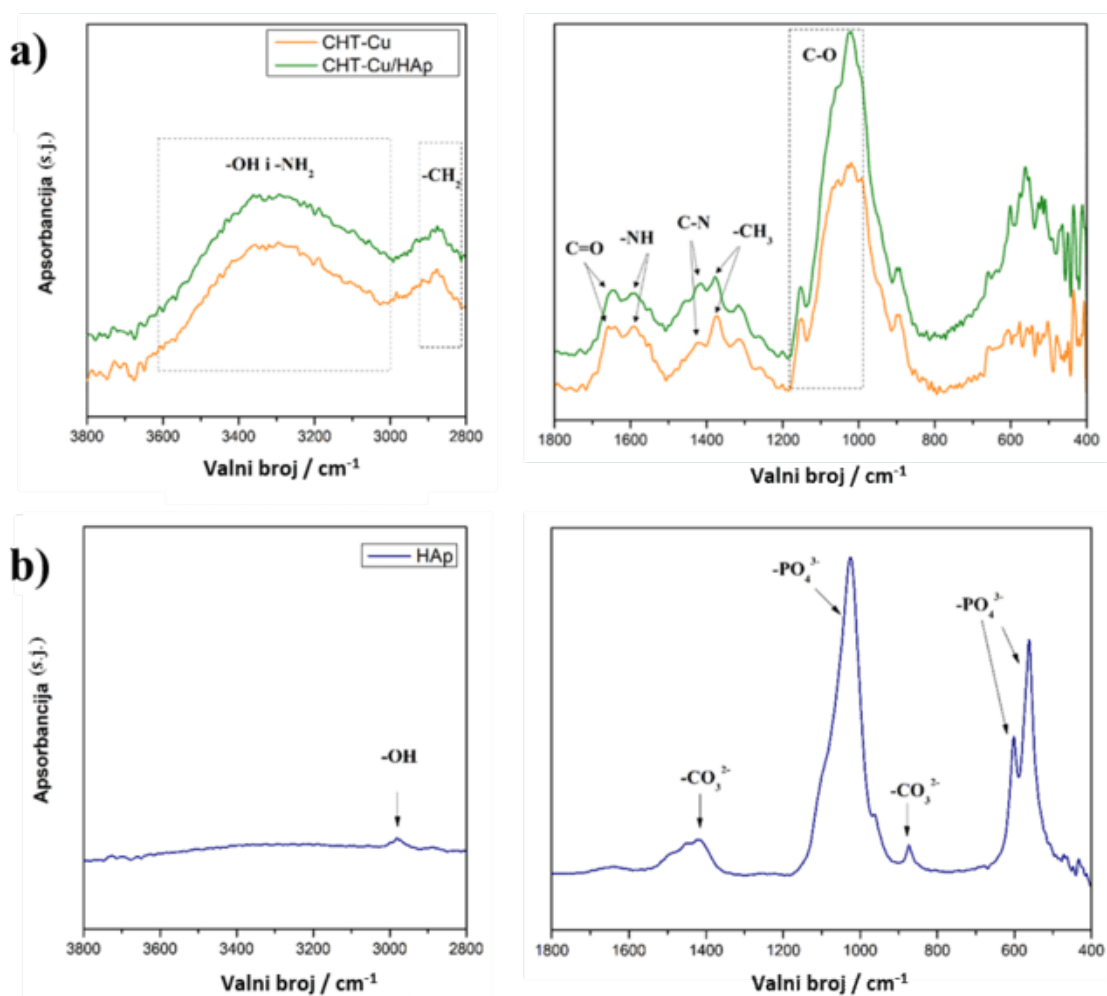 a)
CHT-Cu
CHT-Cu/HAp
-OH i -NH₂
-CH₂
Apsorbancija (s.j.)
3800 3600 3400 3200 3000 2800
Valni broj / cm⁻¹
C-O
C=O
-NH
C-N
-CH₃
1800 1600 1400 1200 1000 800 600 400
Valni broj / cm⁻¹
b)
HAp
-OH
Apsorbancija (s.j.)
3800 3600 3400 3200 3000 2800
Valni broj / cm⁻¹
-PO₄³⁻
-PO₄³⁻
-CO₃²⁻
-CO₃²⁻
1800 1600 1400 1200 1000 800 600 400
Valni broj / cm⁻¹